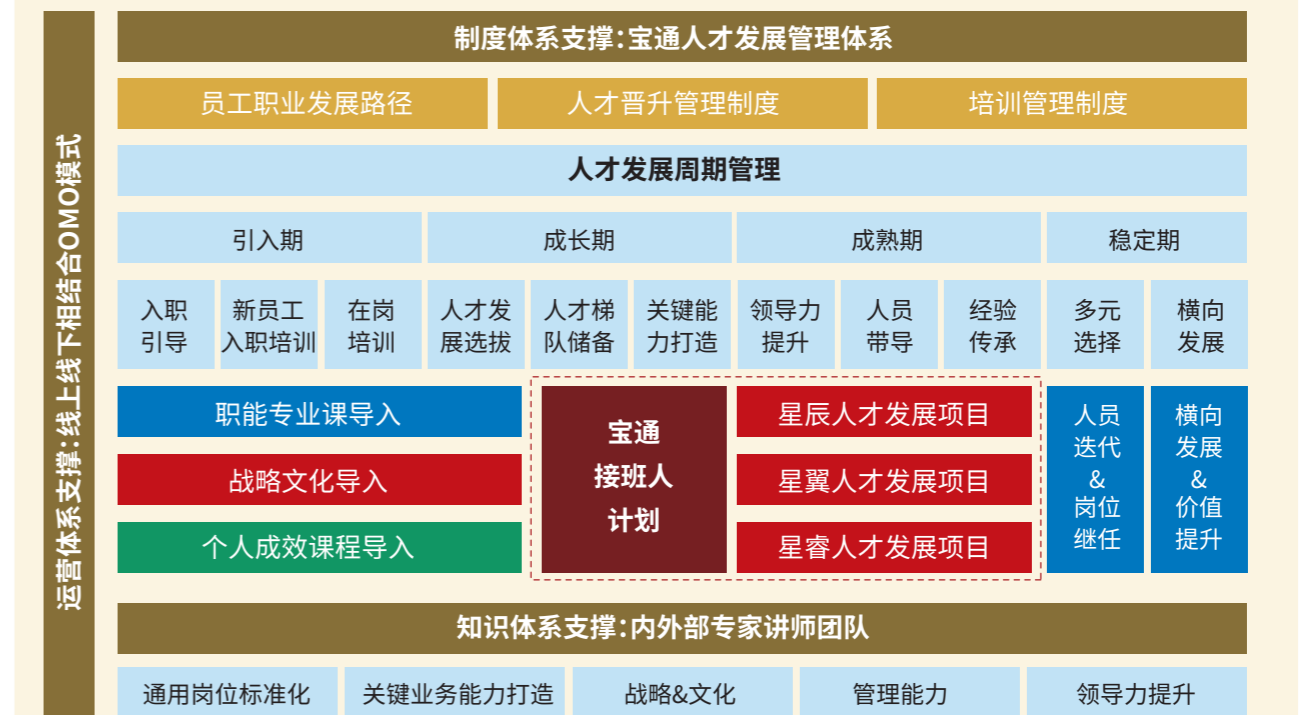 运营体系支撑：线上线下相结合OMO模式
制度体系支撑：宝通人才发展管理体系
员工职业发展路径
人才晋升管理制度
培训管理制度
人才发展周期管理
引入期
成长期
成熟期
稳定期
入职
引导
新员工
入职培训
在岗
培训
人才发
展选拔
人才梯
队储备
关键能
力打造
领导力
提升
人员
带导
经验
传承
多元
选择
横向
发展
职能专业课导入
战略文化导入
个人成效课程导入
宝通
接班人
计划
星辰人才发展项目
星翼人才发展项目
星睿人才发展项目
人员
迭代
&
岗位
继任
横向
发展
&
价值
提升
知识体系支撑：内外部专家讲师团队
通用岗位标准化
关键业务能力打造
战略&文化
管理能力
领导力提升